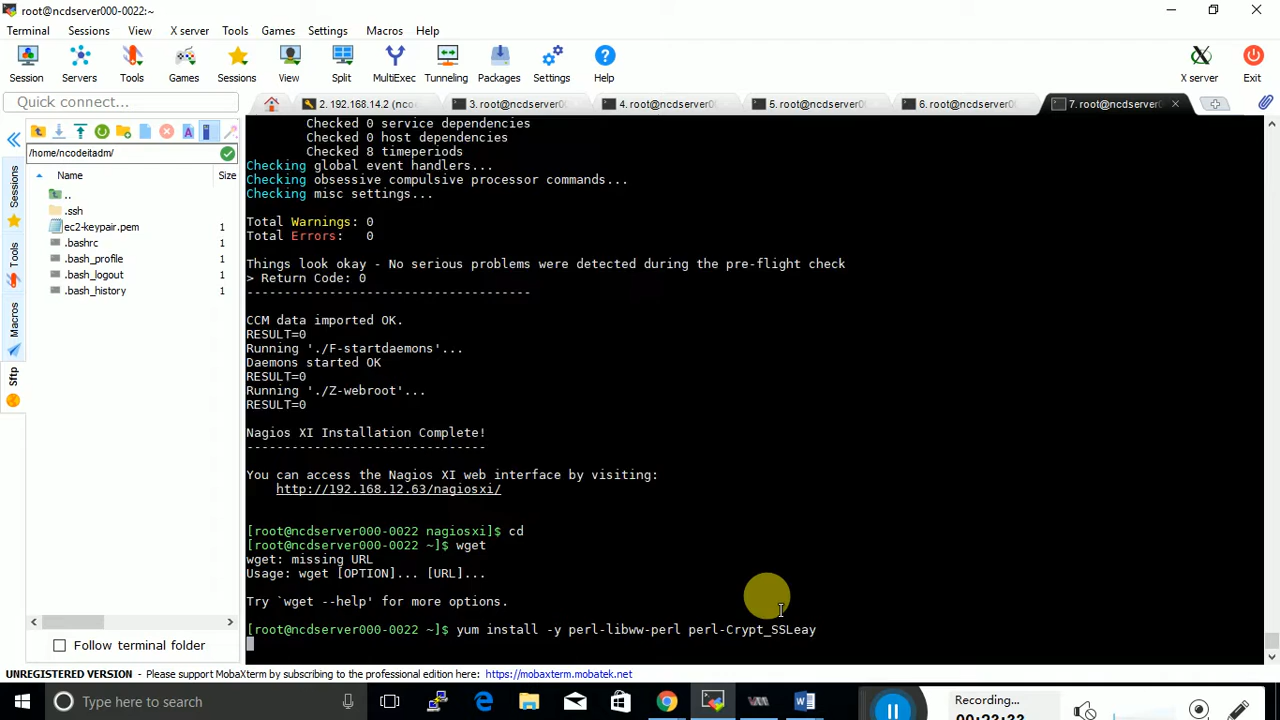 root@ncdserver000-0022:~
Terminal Sessions View X server Tools Games Settings Macros Help
Session Servers Tools Games Sessions View Split MultiExec Tunneling Packages Settings Help X server Exit
Quick connect...
2. 192.168.14.2 (nco
3. root@ncdserver0
4. root@ncdserver0
5. root@ncdserver0
6. root@ncdserver0
7. root@ncdserver0
/home/ncodeitadm/
Name Size
..
.ssh
ec2-keypair.pem 1
.bashrc 1
.bash_profile 1
.bash_logout 1
.bash_history 1
Sessions
Tools
Macros
Sftp
Follow terminal folder
Checked 0 service dependencies
Checked 0 host dependencies
Checked 8 timeperiods
Checking global event handlers...
Checking obsessive compulsive processor commands...
Checking misc settings...
Total Warnings: 0
Total Errors: 0
Things look okay - No serious problems were detected during the pre-flight check
> Return Code: 0
--------------------------------------
CCM data imported OK.
RESULT=0
Running './F-startdaemons'...
Daemons started OK
RESULT=0
Running './Z-webroot'...
RESULT=0
Nagios XI Installation Complete!
--------------------------------
You can access the Nagios XI web interface by visiting:
http://192.168.12.63/nagiosxi/
[root@ncdserver000-0022 nagiosxi]$ cd
[root@ncdserver000-0022 ~]$ wget
wget: missing URL
Usage: wget [OPTION]... [URL]...
Try `wget --help' for more options.
[root@ncdserver000-0022 ~]$ yum install -y perl-libww-perl perl-Crypt_SSLeay
UNREGISTERED VERSION - Please support MobaXterm by subscribing to the professional edition here: https://mobaxterm.mobatek.net
Type here to search
Recording...
00:23:33